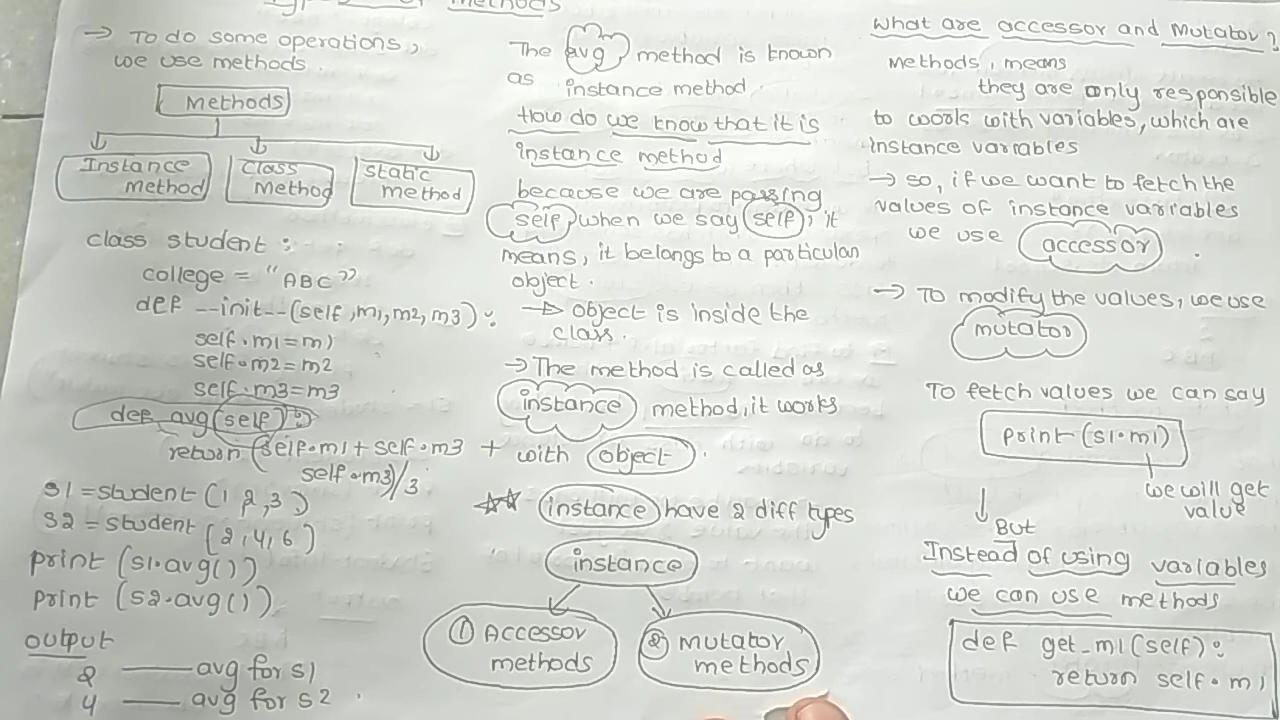 Types of Methods
→ To do some operations,
we use methods.
Methods
Instance method
Class method
Static method
class student:
college = "ABC"
def __init__(self,m1,m2,m3):
self.m1=m1
self.m2=m2
self.m3=m3
def avg(self):
return (self.m1+self.m3 +
self.m3)/3
s1=student(1,2,3)
s2=student(2,4,6)
print (s1.avg())
print (s2.avg())
output
2 —— avg for s1
4 —— avg for s2
The avg method is known
as instance method.
How do we know that it is
instance method
because we are passing
self, when we say self, it
means, it belongs to a particular
object.
→ object is inside the
class.
→ The method is called as
instance method, it works
with object.
☆☆ instance have 2 diff types
instance
① Accessor
methods
② Mutator
methods
What are accessor and Mutator?
Methods, means
they are only responsible
to work with variables, which are
instance variables
→ so, if we want to fetch the
values of instance variables
we use accessor.
→ To modify the values, we use
mutator
To fetch values we can say
print(s1.m1)
we will get
value
But
Instead of using variables
we can use methods
def get_m1(self):
return self.m1